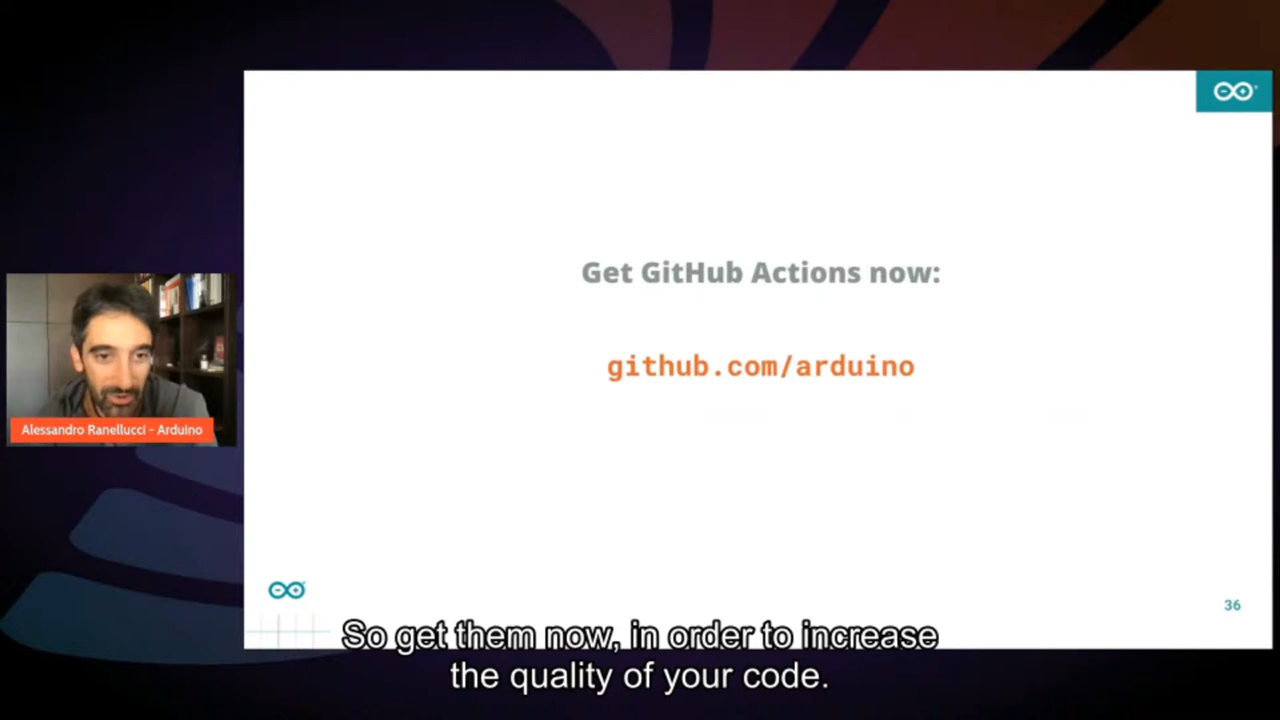 Get GitHub Actions now:
github.com/arduino
Alessandro Ranellucci - Arduino
36
So get them now, in order to increase
the quality of your code.